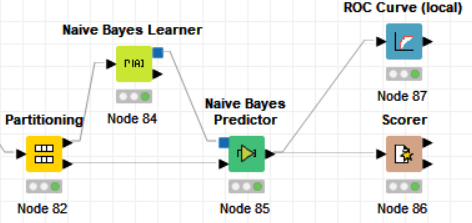 ROC Curve (local)
Naive Bayes Learner
P[A]
Node 87
Naive Bayes
Predictor
Partitioning
Node 84
Scorer
Node 82
Node 85
Node 86